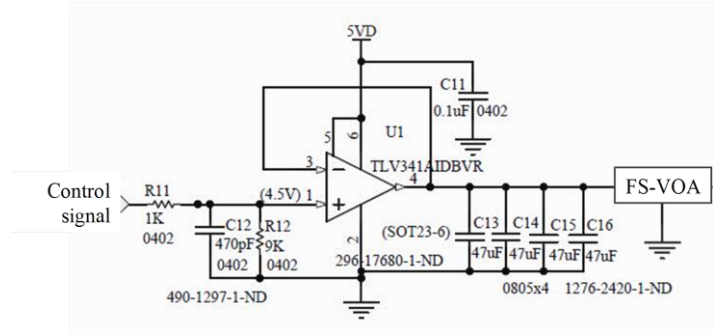 5VD
C11
0.1uF 0402
5
6
U1
3
TLV341AIDBVR
4
Control
signal
R11
1K
0402
(4.5V) 1
C12
470pF
0402
R12
9K
0402
2
(SOT23-6)
296-17680-1-ND
490-1297-1-ND
C13
47uF
C14
47uF
C15
47uF
C16
47uF
0805x4
1276-2420-1-ND
FS-VOA